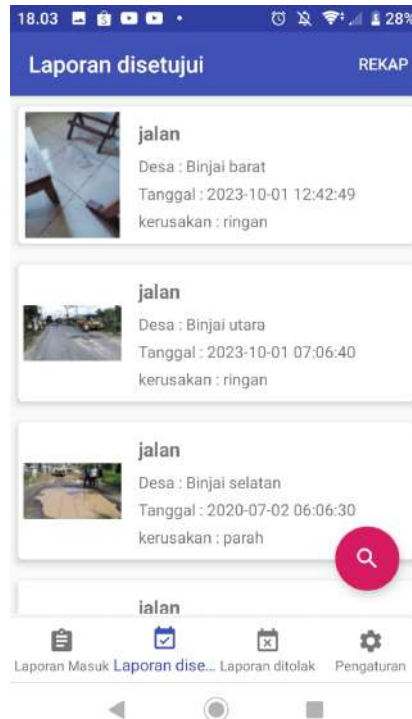 18.03
28%
Laporan disetujui
REKAP
jalan
Desa : Binjai barat
Tanggal : 2023-10-01 12:42:49
kerusakan : ringan
jalan
Desa : Binjai utara
Tanggal : 2023-10-01 07:06:40
kerusakan : ringan
jalan
Desa : Binjai selatan
Tanggal : 2020-07-02 06:06:30
kerusakan : parah
jalan
Laporan Masuk
Laporan dise...
Laporan ditolak
Pengaturan